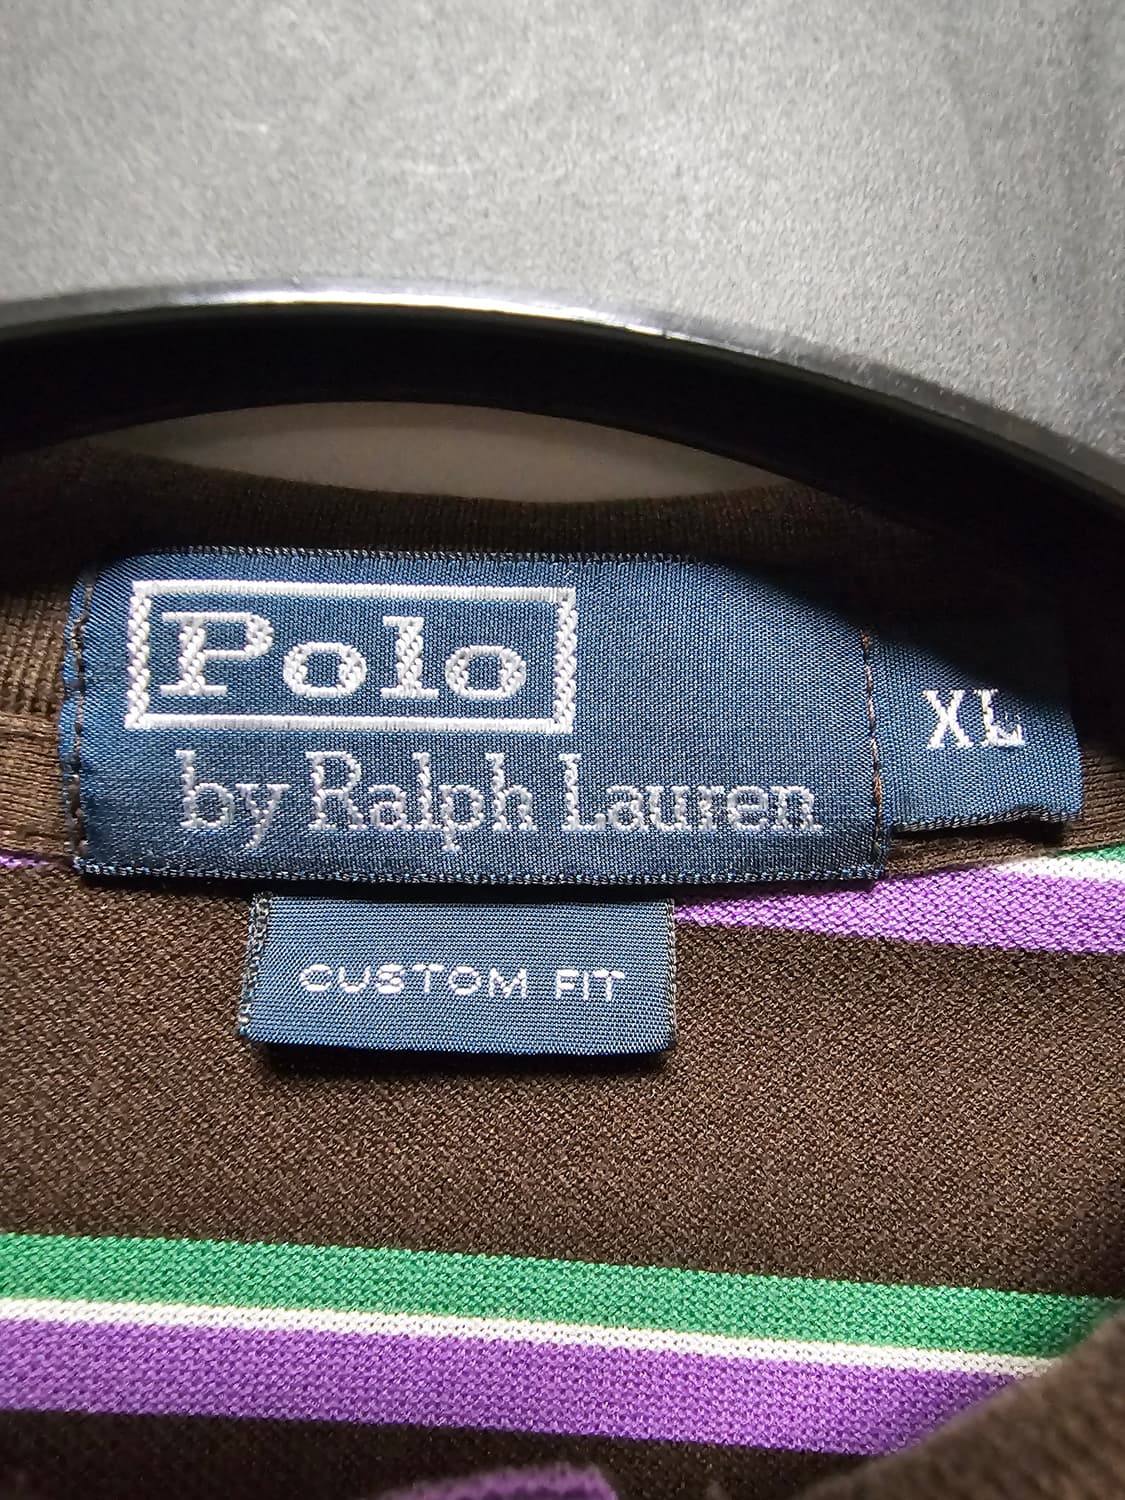 Polo
by Ralph Lauren
XL
CUSTOM FIT